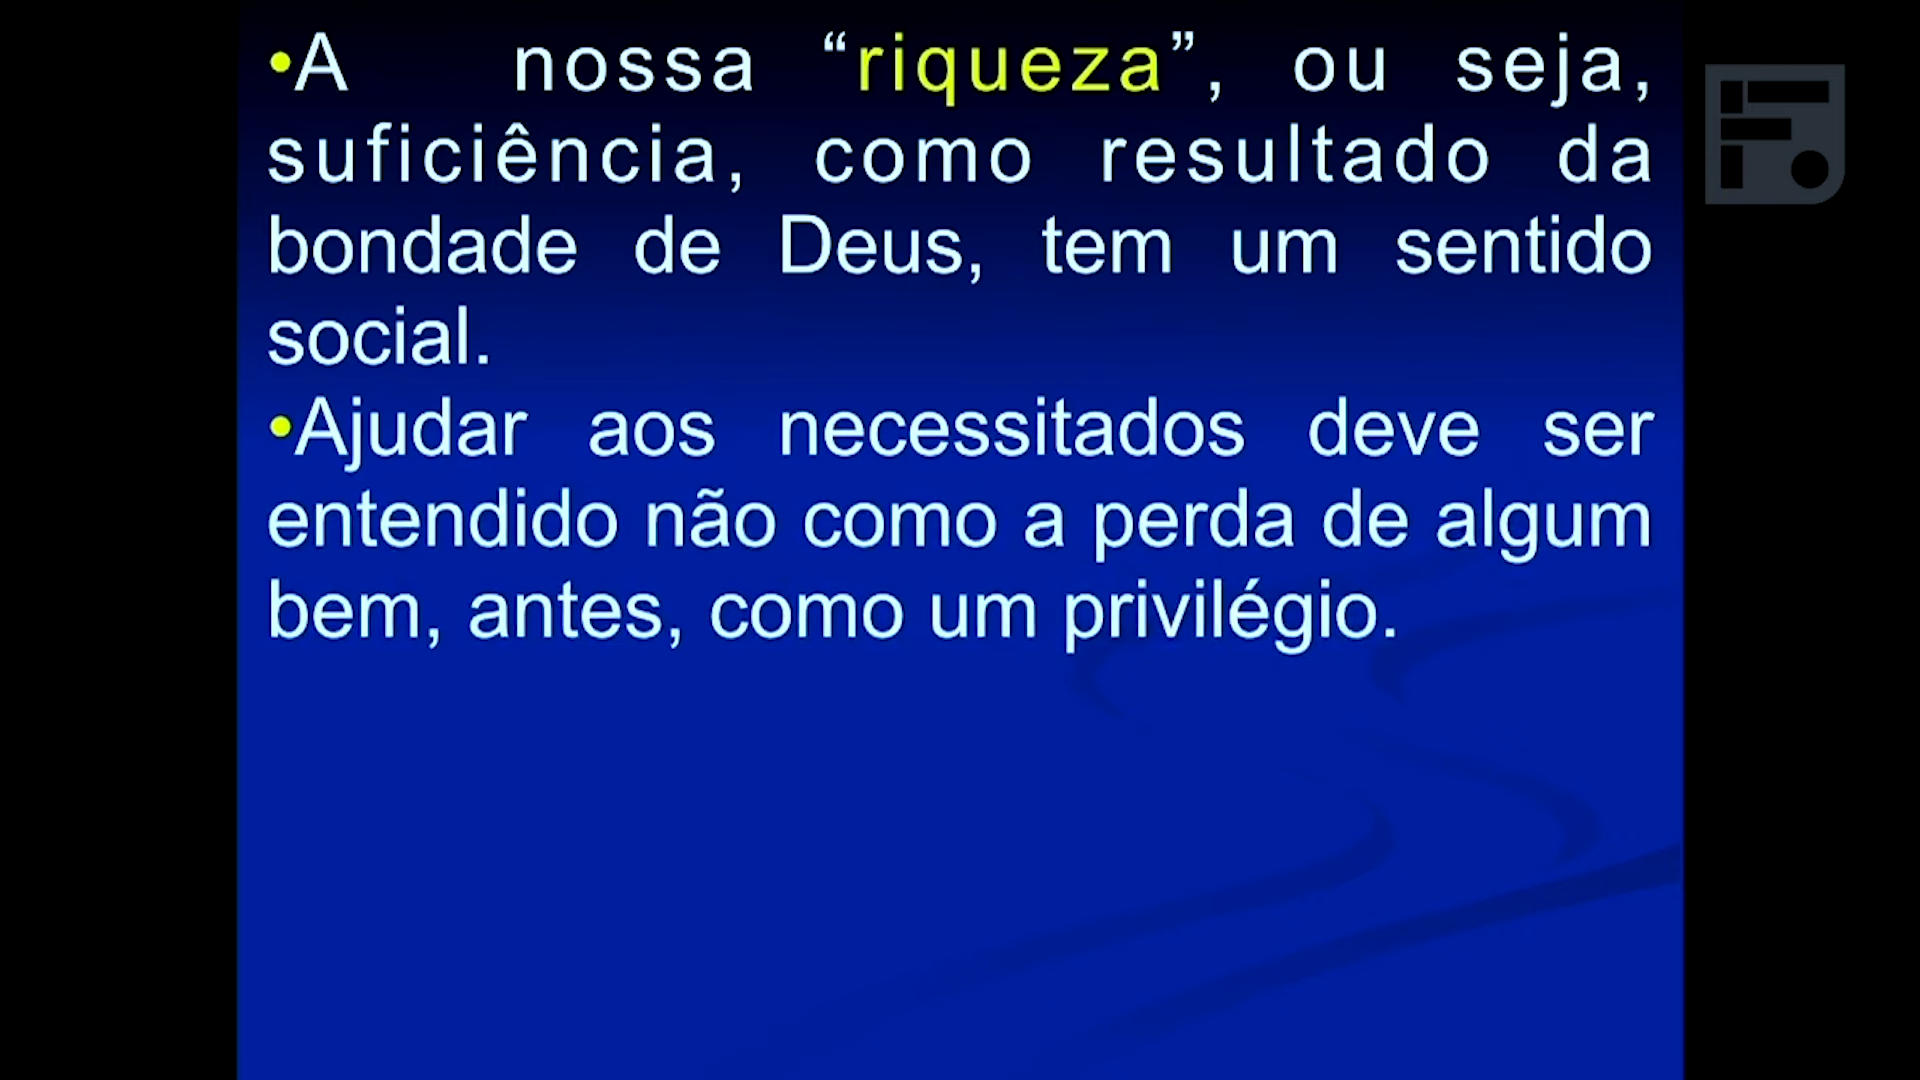 •A nossa “riqueza”, ou seja,
suficiência, como resultado da
bondade de Deus, tem um sentido
social.
•Ajudar aos necessitados deve ser
entendido não como a perda de algum
bem, antes, como um privilégio.